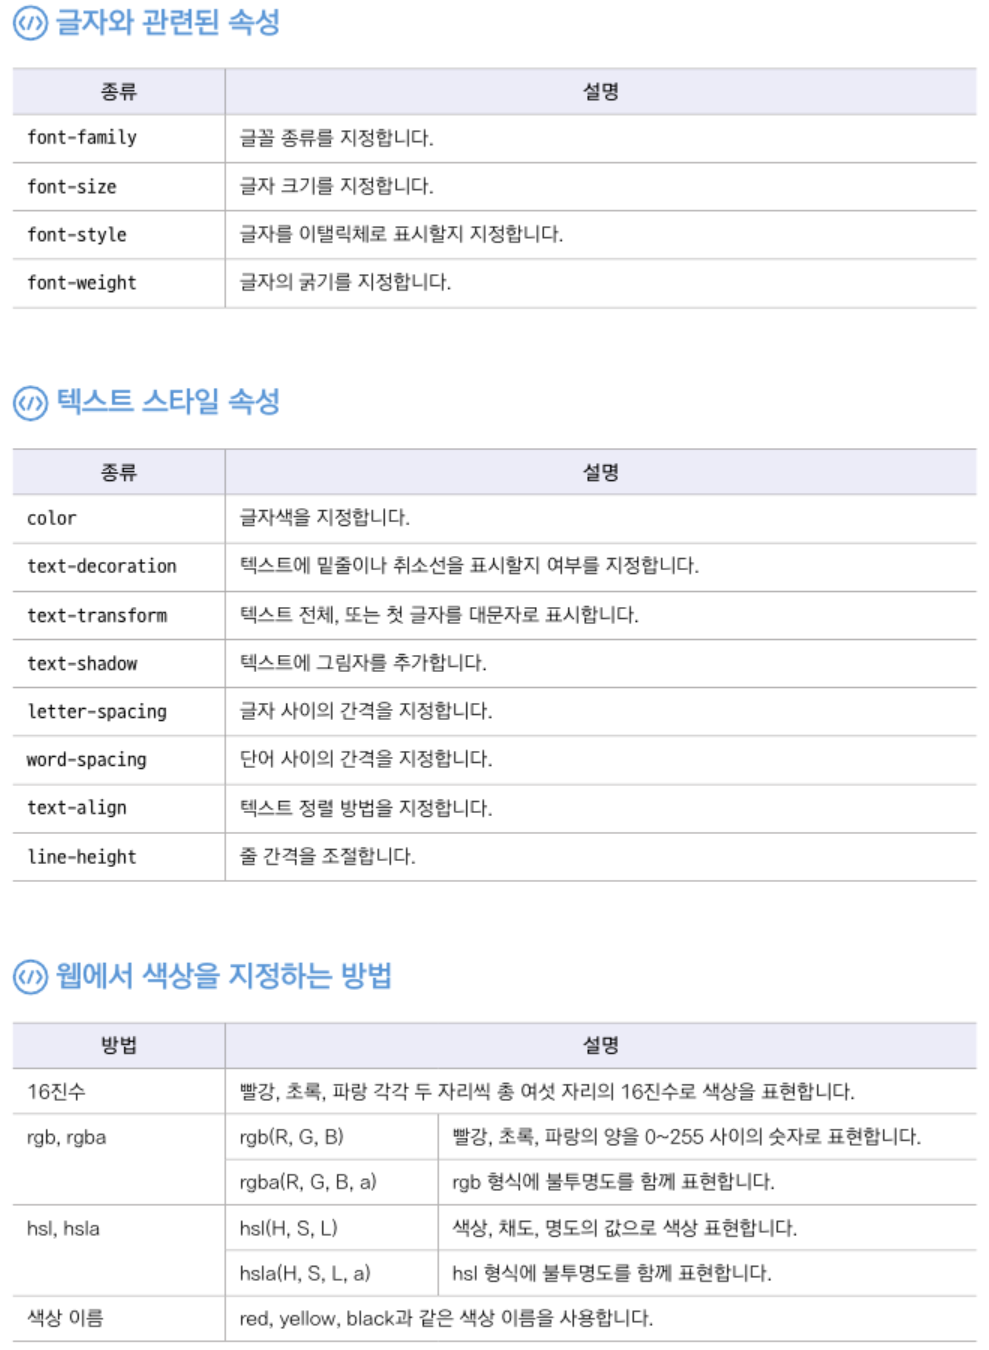 글자와 관련된 속성
종류 설명
font-family 글꼴 종류를 지정합니다.
font-size 글자 크기를 지정합니다.
font-style 글자를 이탤릭체로 표시할지 지정합니다.
font-weight 글자의 굵기를 지정합니다.
텍스트 스타일 속성
종류 설명
color 글자색을 지정합니다.
text-decoration 텍스트에 밑줄이나 취소선을 표시할지 여부를 지정합니다.
text-transform 텍스트 전체, 또는 첫 글자를 대문자로 표시합니다.
text-shadow 텍스트에 그림자를 추가합니다.
letter-spacing 글자 사이의 간격을 지정합니다.
word-spacing 단어 사이의 간격을 지정합니다.
text-align 텍스트 정렬 방법을 지정합니다.
line-height 줄 간격을 조절합니다.
웹에서 색상을 지정하는 방법
방법 설명
16진수 빨강, 초록, 파랑 각각 두 자리씩 총 여섯 자리의 16진수로 색상을 표현합니다.
rgb, rgba rgb(R, G, B) 빨강, 초록, 파랑의 양을 0~255 사이의 숫자로 표현합니다.
rgba(R, G, B, a) rgb 형식에 불투명도를 함께 표현합니다.
hsl, hsla hsl(H, S, L) 색상, 채도, 명도의 값으로 색상 표현합니다.
hsla(H, S, L, a) hsl 형식에 불투명도를 함께 표현합니다.
색상 이름 red, yellow, black과 같은 색상 이름을 사용합니다.